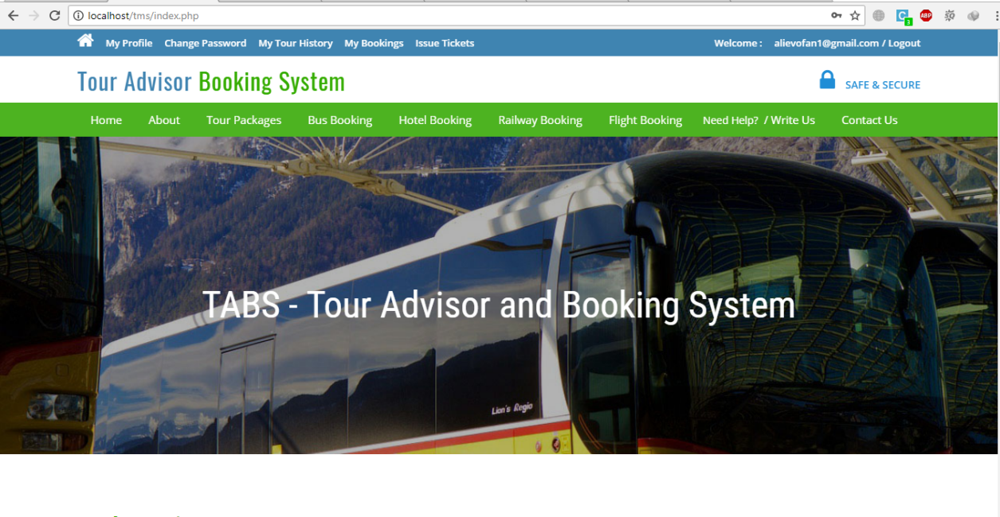 localhost/tms/index.php
3
ABP
My Profile Change Password My Tour History My Bookings Issue Tickets Welcome : alievofan1@gmail.com / Logout
Tour Advisor Booking System
SAFE & SECURE
Home About Tour Packages Bus Booking Hotel Booking Railway Booking Flight Booking Need Help? / Write Us Contact Us
TABS - Tour Advisor and Booking System
Lion's Regio